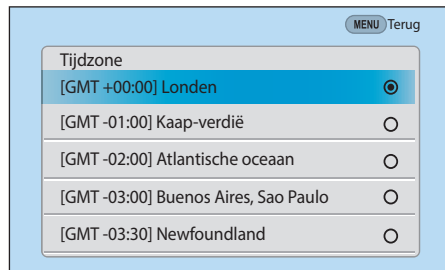 MENU Terug
Tijdzone
[GMT +00:00] Londen
[GMT -01:00] Kaap-verdië
[GMT -02:00] Atlantische oceaan
[GMT -03:00] Buenos Aires, Sao Paulo
[GMT -03:30] Newfoundland